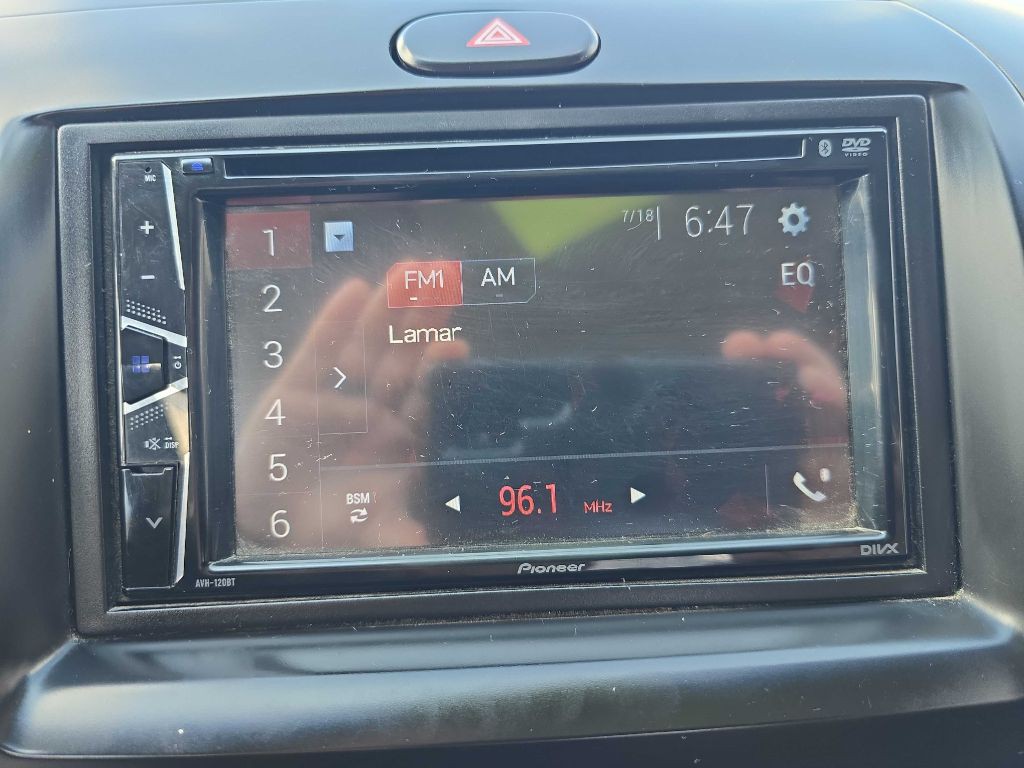 MIC
DVD
VIDEO
7/18
6:47
1
FM1
AM
EQ
2
Lamar
3
4
DISP
5
BSM
96.1
MHz
6
DIVX
Pioneer
AVH-120BT